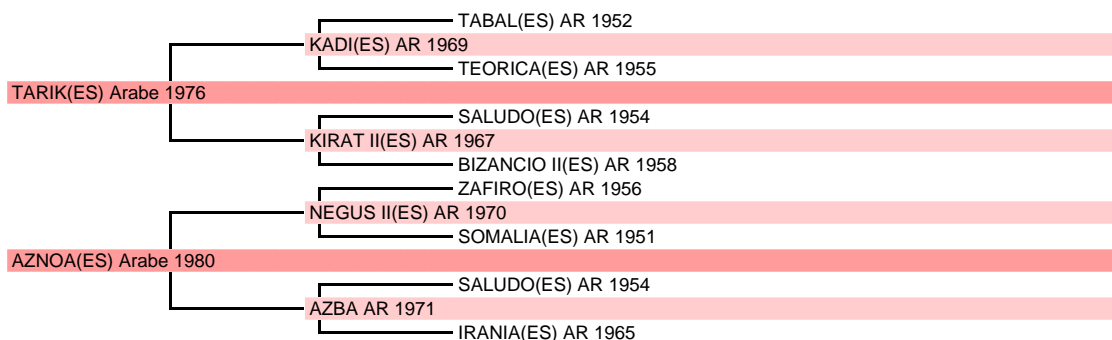 TABAL(ES) AR 1952
KADI(ES) AR 1969
TEORICA(ES) AR 1955
TARIK(ES) Arabe 1976
SALUDO(ES) AR 1954
KIRAT II(ES) AR 1967
BIZANCIO II(ES) AR 1958
ZAFIRO(ES) AR 1956
NEGUS II(ES) AR 1970
SOMALIA(ES) AR 1951
AZNOA(ES) Arabe 1980
SALUDO(ES) AR 1954
AZBA AR 1971
IRANIA(ES) AR 1965